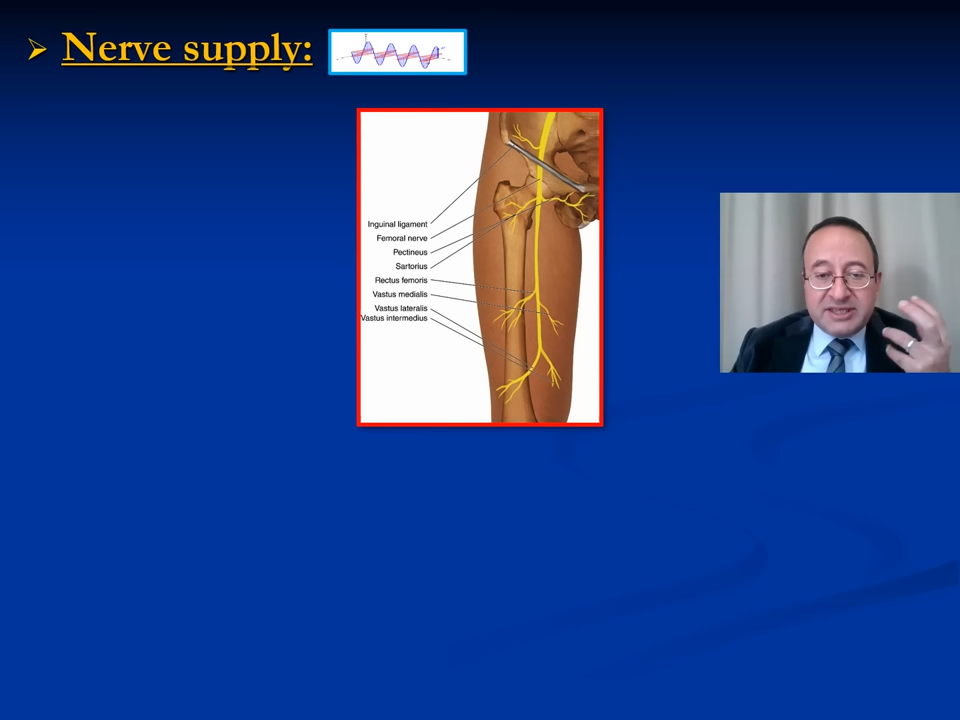 Nerve supply:
Inguinal ligament
Femoral nerve
Pectineus
Sartorius
Rectus femoris
Vastus medialis
Vastus lateralis
Vastus intermedius